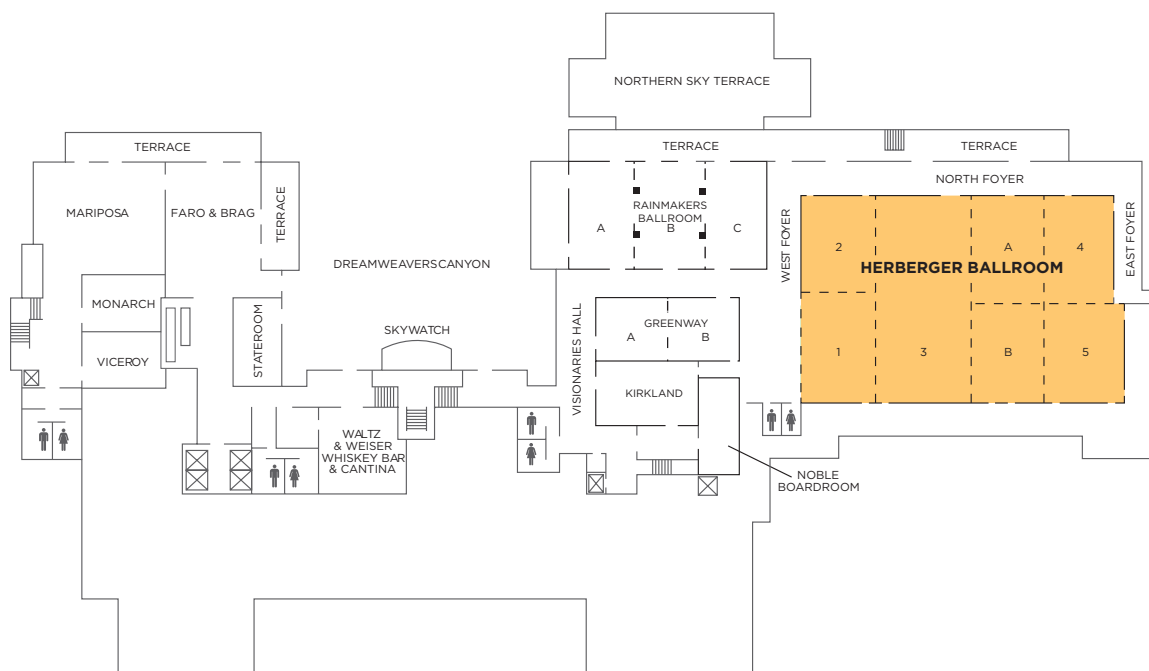 NORTHERN SKY TERRACE
TERRACE
TERRACE
TERRACE
NORTH FOYER
MARIPOSA
FARO & BRAG
TERRACE
RAINMAKERS
BALLROOM
A
B
C
WEST FOYER
EAST FOYER
2
A
4
HERBERGER BALLROOM
DREAMWEAVERSCANYON
MONARCH
STATEROOM
SKYWATCH
VISIONARIES HALL
GREENWAY
A
B
1
3
B
5
VICEROY
KIRKLAND
WALTZ
& WEISER
WHISKEY BAR
& CANTINA
NOBLE
BOARDROOM